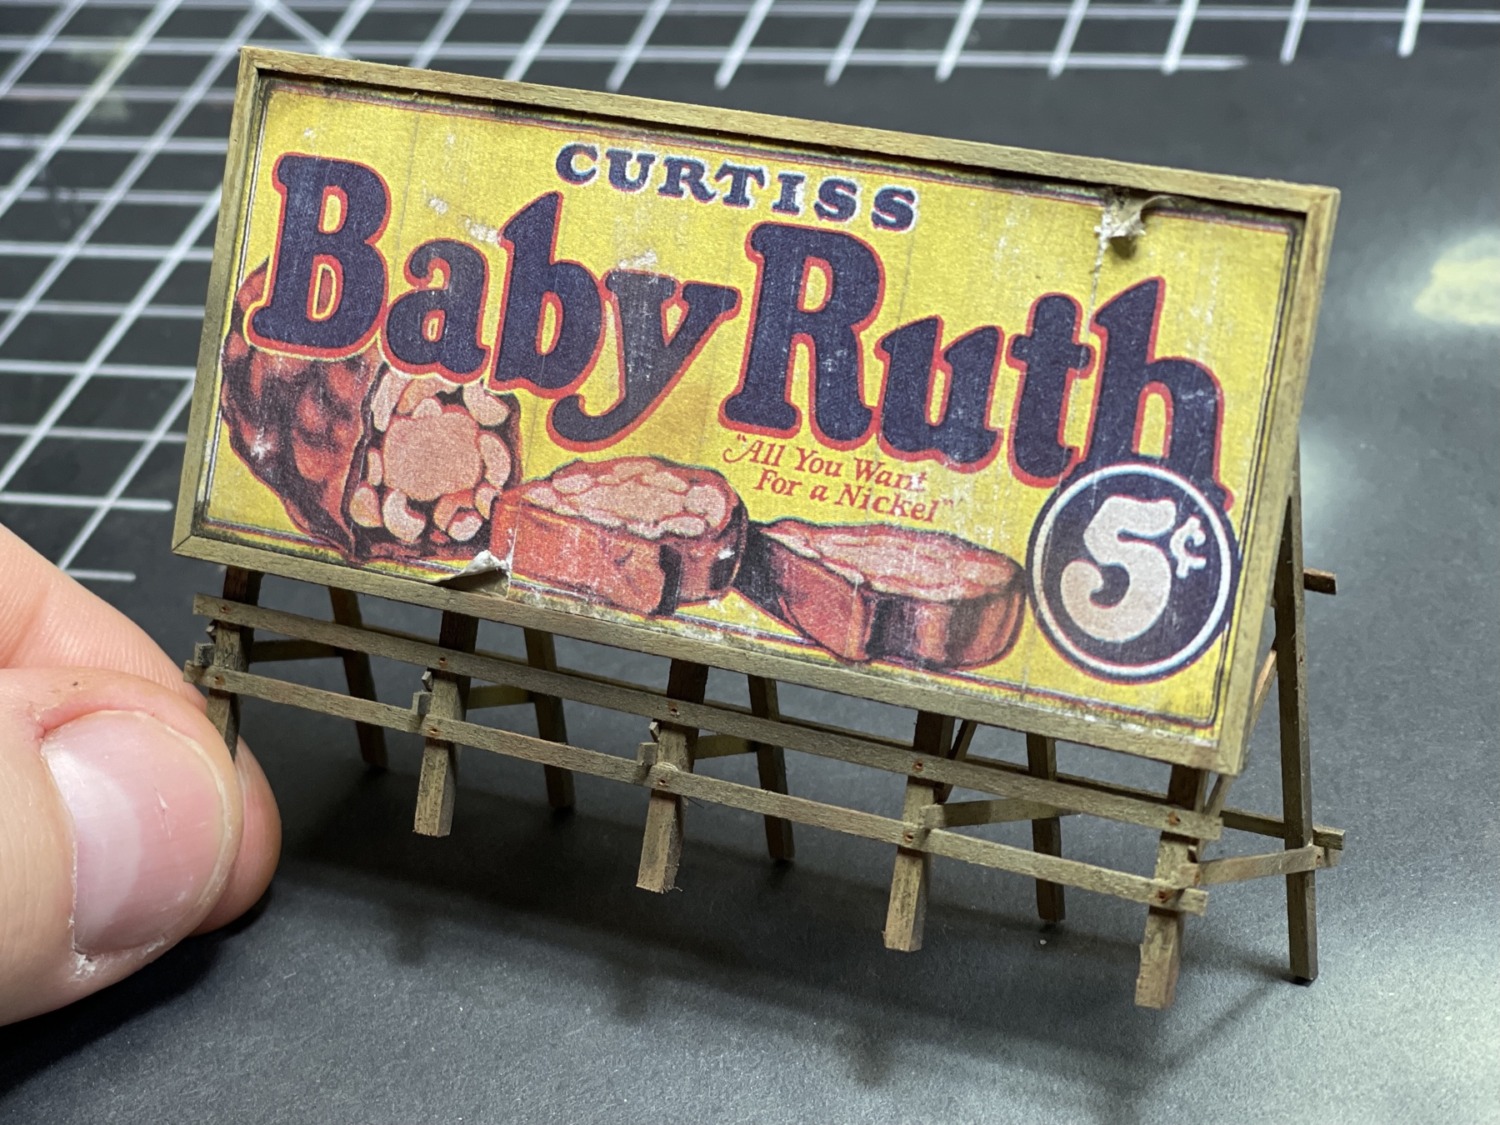 CURTISS
Baby Ruth
"All You Want
For a Nickel"
5¢